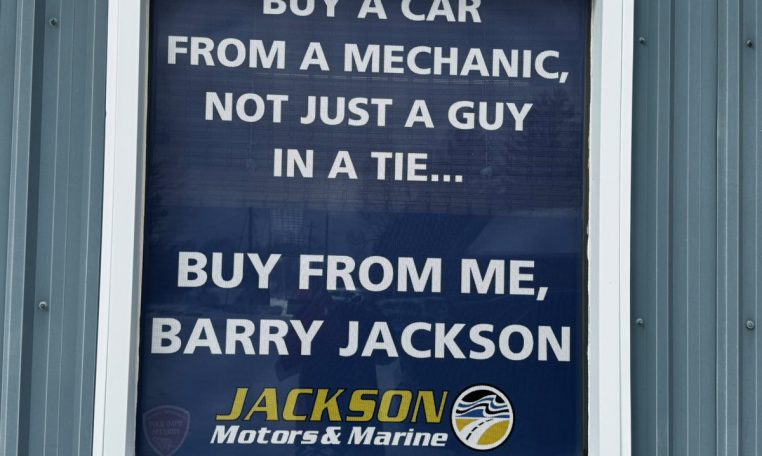 BUY A CAR
FROM A MECHANIC,
NOT JUST A GUY
IN A TIE...
BUY FROM ME,
BARRY JACKSON
JACKSON
Motors & Marine